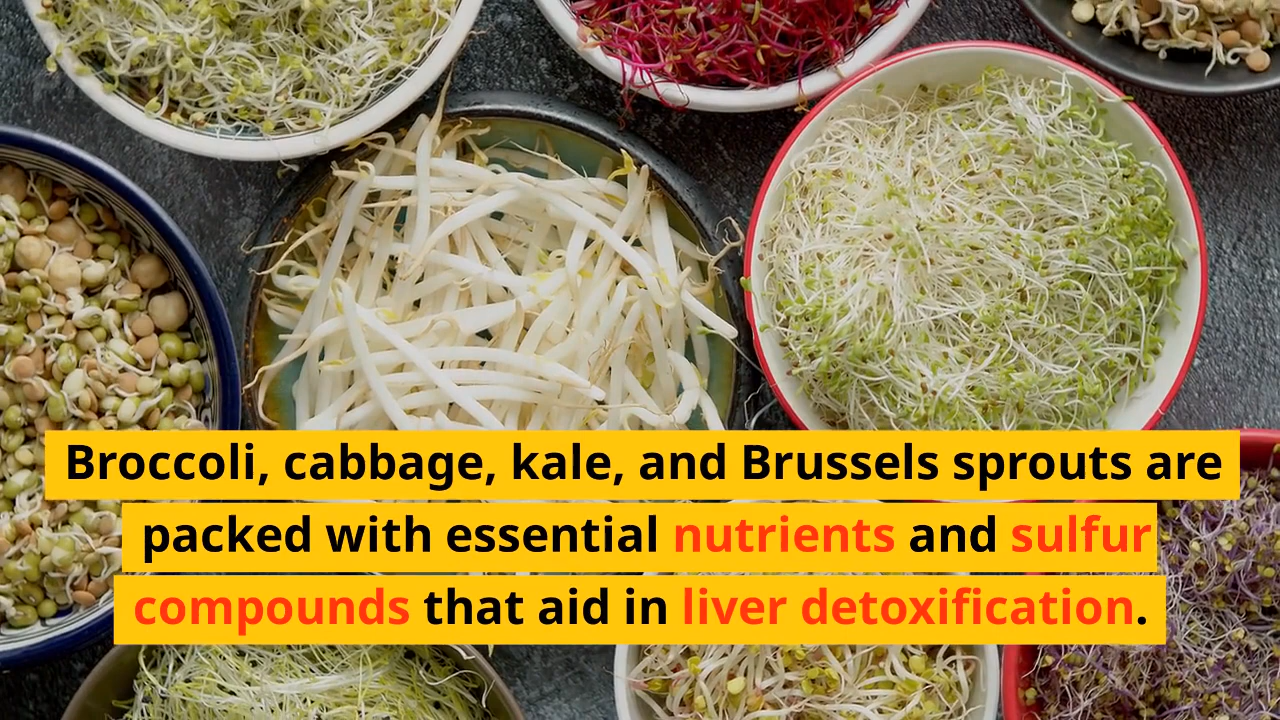 Broccoli, cabbage, kale, and Brussels sprouts are
packed with essential nutrients and sulfur
compounds that aid in liver detoxification.